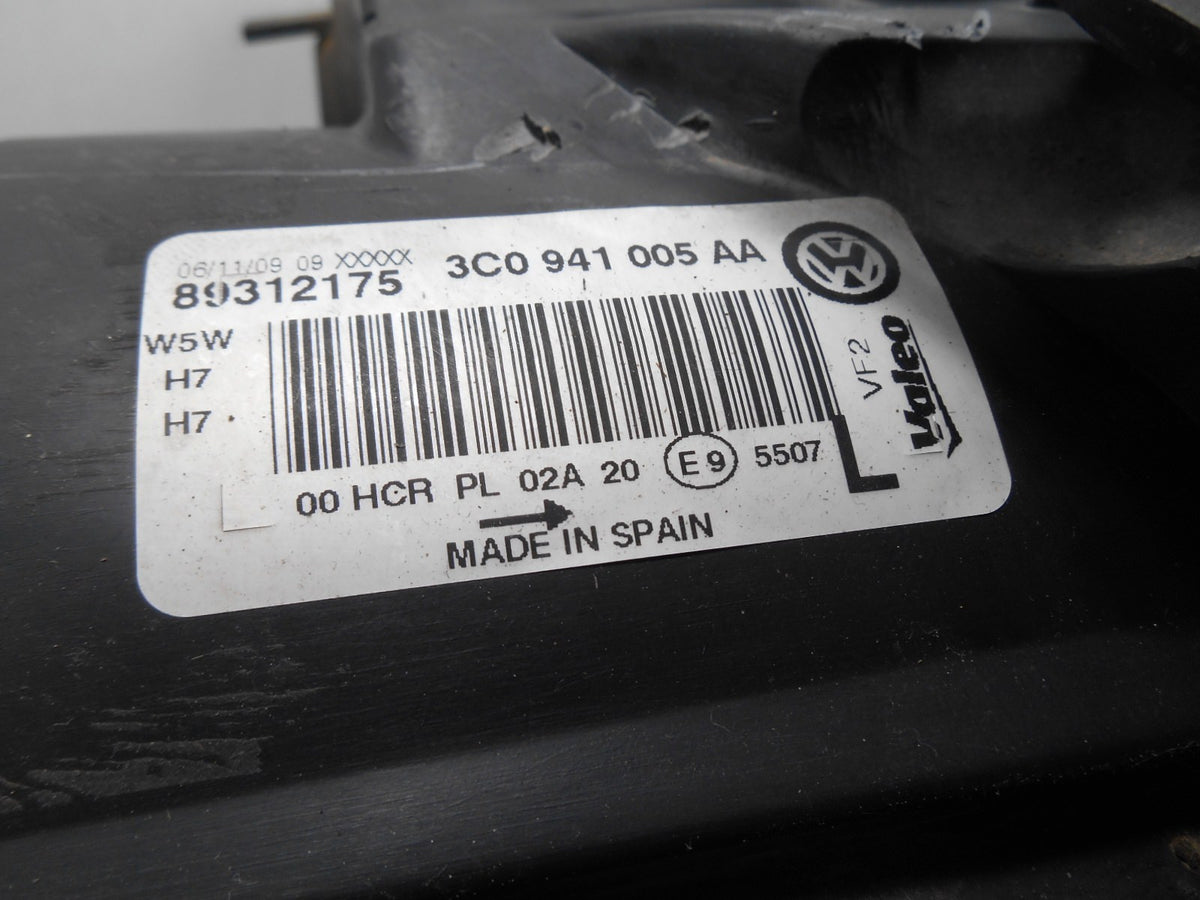 06/11/09 09 XXXXX
89312175
3C0 941 005 AA
W5W
H7
H7
VF2
Valeo
00 HCR PL 02A 20 E9 5507
L
MADE IN SPAIN